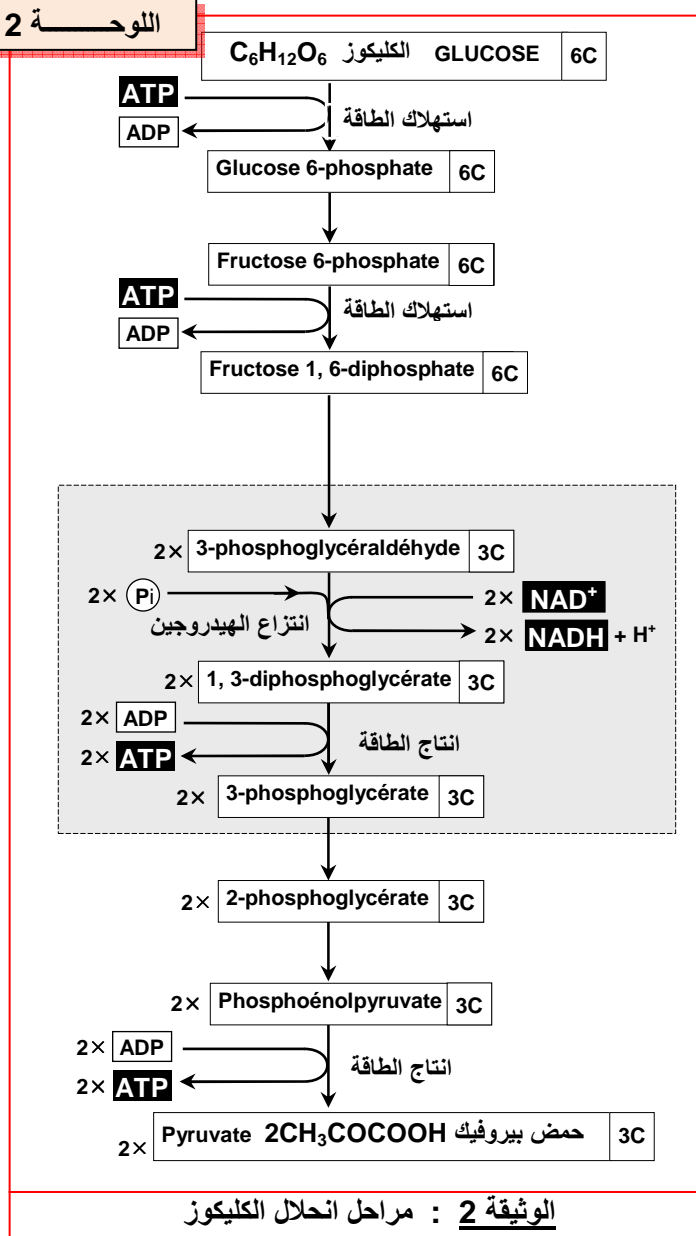 اللوحـــــــــة 2
C₆H₁₂O₆ الكليكوز GLUCOSE 6C
ATP
استهلاك الطاقة
ADP
Glucose 6-phosphate 6C
Fructose 6-phosphate 6C
ATP
استهلاك الطاقة
ADP
Fructose 1, 6-diphosphate 6C
2× 3-phosphoglycéraldéhyde 3C
2× Pi 2× NAD⁺
انتزاع الهيدروجين 2× NADH + H⁺
2× 1, 3-diphosphoglycérate 3C
2× ADP
انتاج الطاقة
2× ATP
2× 3-phosphoglycérate 3C
2× 2-phosphoglycérate 3C
2× Phosphoénolpyruvate 3C
2× ADP
انتاج الطاقة
2× ATP
2× Pyruvate 2CH₃COCOOH حمض بيروفيك 3C
الوثيقة 2 : مراحل انحلال الكليكوز